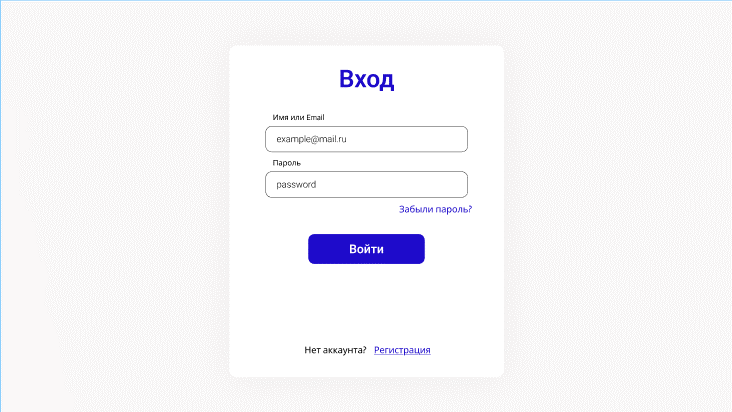 Вход
Имя или Email
example@mail.ru
Пароль
password
Забыли пароль?
Войти
Нет аккаунта? Регистрация